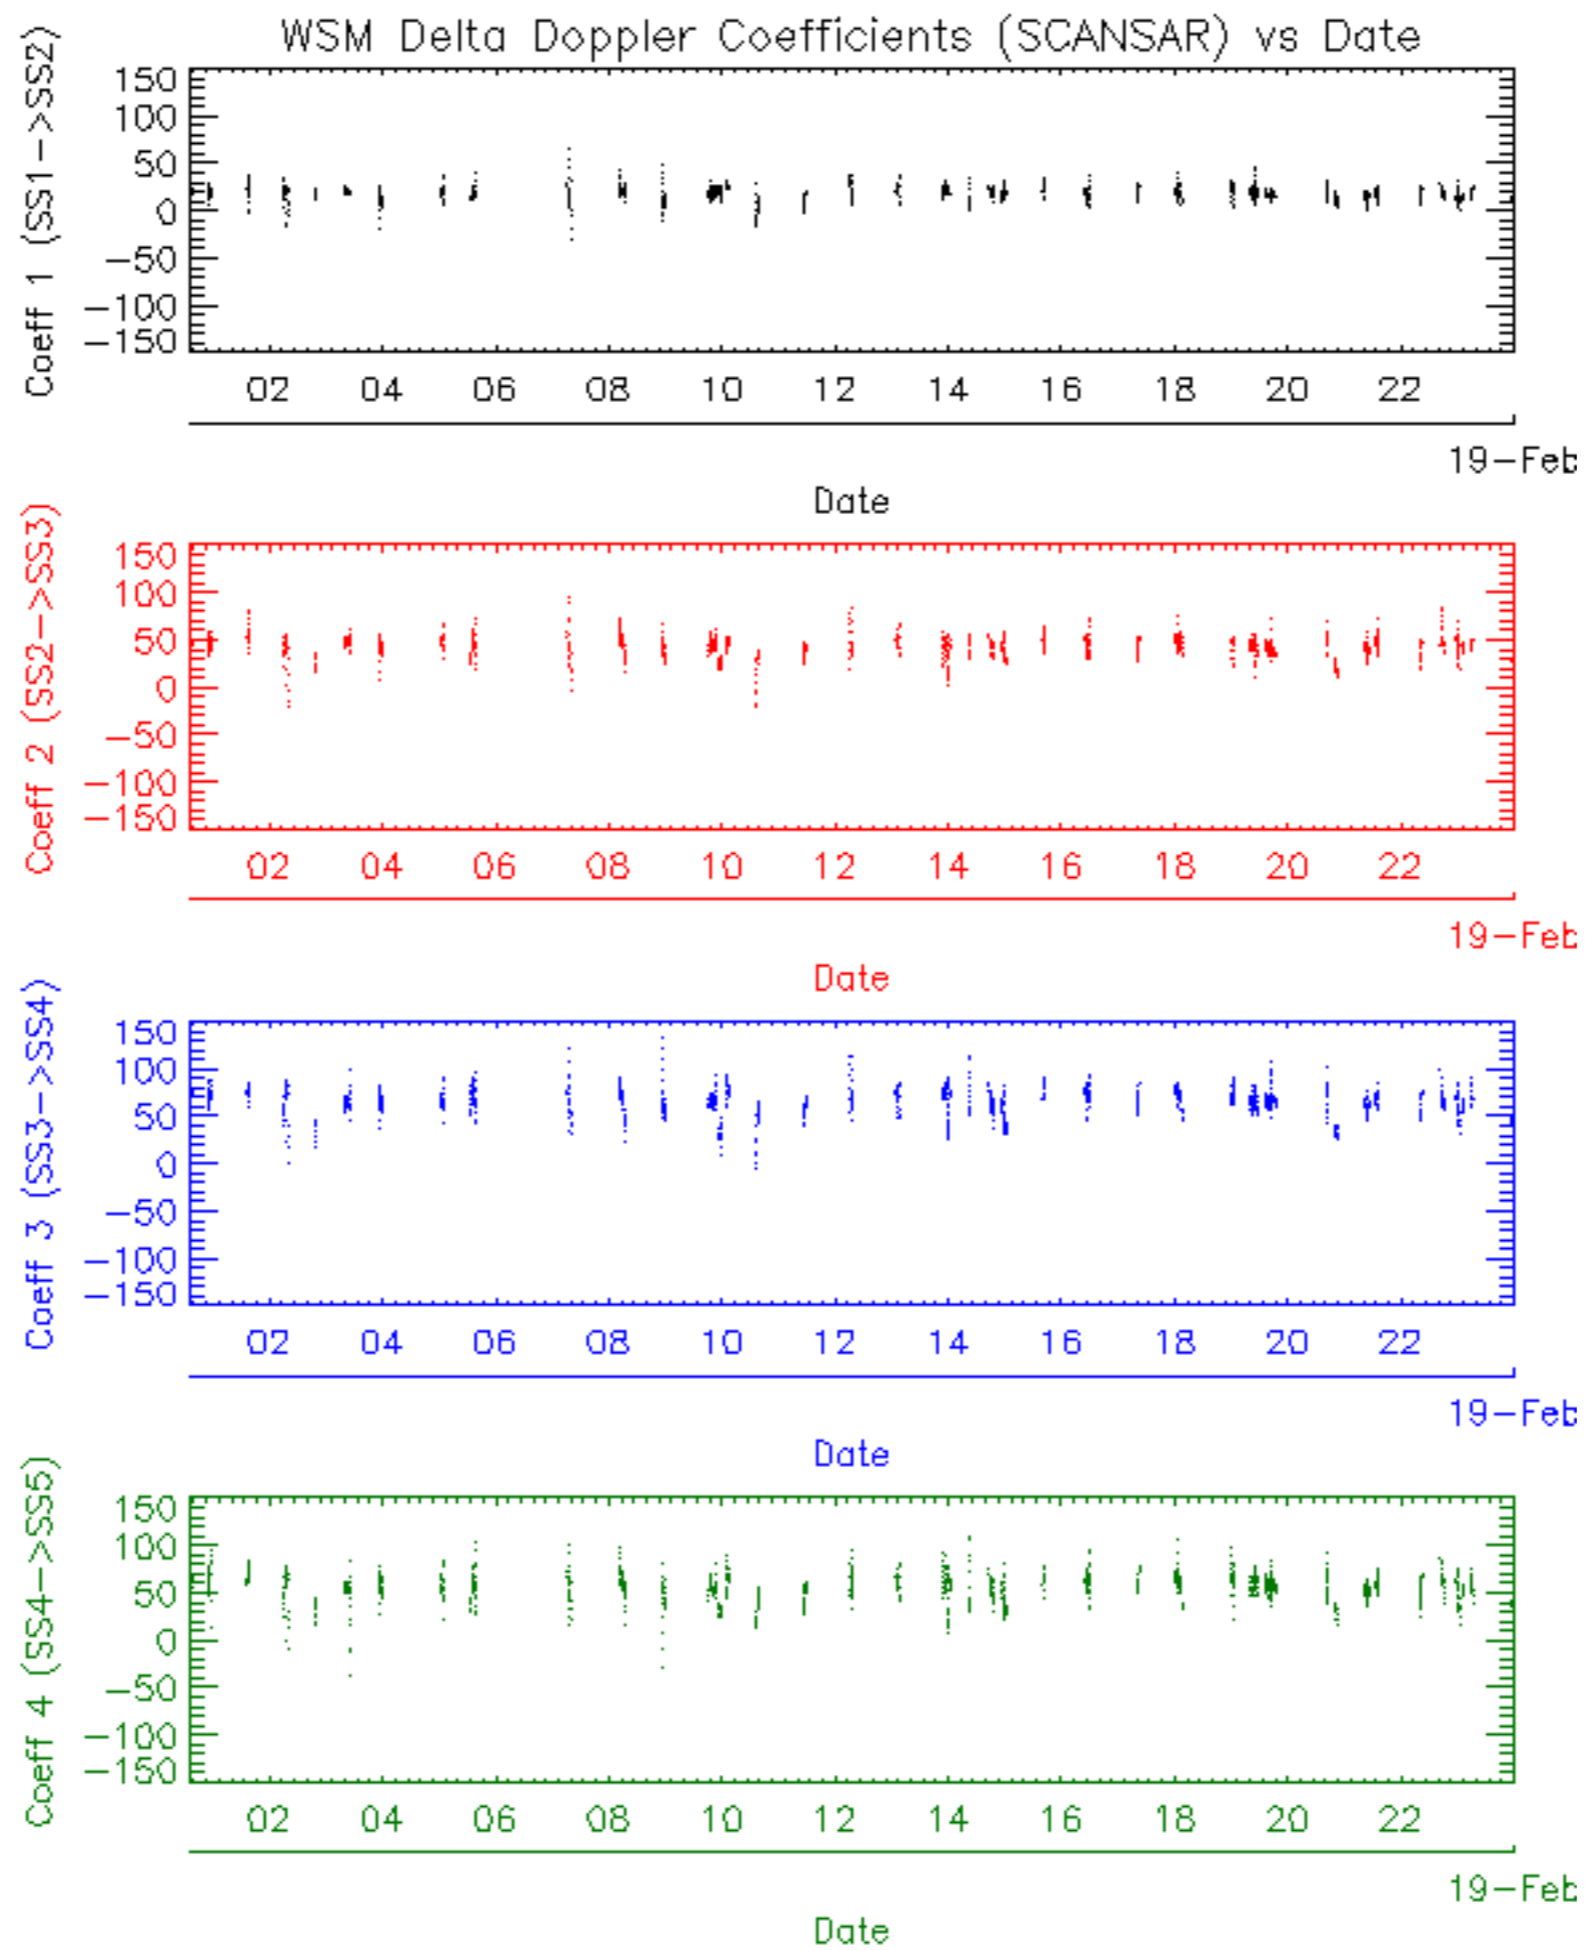 WSM Delta Doppler Coefficients (SCANSAR) vs Date
Coeff 1 (SS1->SS2)
150
100
50
0
-50
-100
-150
02 04 06 08 10 12 14 16 18 20 22
19-Feb
Date
Coeff 2 (SS2->SS3)
150
100
50
0
-50
-100
-150
02 04 06 08 10 12 14 16 18 20 22
19-Feb
Date
Coeff 3 (SS3->SS4)
150
100
50
0
-50
-100
-150
02 04 06 08 10 12 14 16 18 20 22
19-Feb
Date
Coeff 4 (SS4->SS5)
150
100
50
0
-50
-100
-150
02 04 06 08 10 12 14 16 18 20 22
19-Feb
Date